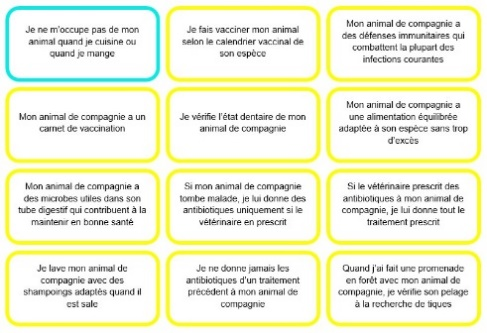 Je ne m'occupe pas de mon
animal quand je cuisine ou
quand je mange
Je fais vacciner mon animal
selon le calendrier vaccinal de
son espèce
Mon animal de compagnie a
des défenses immunitaires qui
combattent la plupart des
infections courantes
Mon animal de compagnie a un
carnet de vaccination
Je vérifie l'état dentaire de mon
animal de compagnie
Mon animal de compagnie a
une alimentation équilibrée
adaptée à son espèce sans trop
d'excès
Mon animal de compagnie a
des microbes utiles dans son
tube digestif qui contribuent à la
maintenir en bonne santé
Si mon animal de compagnie
tombe malade, je lui donne des
antibiotiques uniquement si le
vétérinaire en prescrit
Si le vétérinaire prescrit des
antibiotiques à mon animal de
compagnie, je lui donne tout le
traitement prescrit
Je lave mon animal de
compagnie avec des
shampoings adaptés quand il
est sale
Je ne donne jamais les
antibiotiques d'un traitement
précédent à mon animal de
compagnie
Quand j'ai fait une promenade
en forêt avec mon animal de
compagnie, je vérifie son pelage
à la recherche de tiques